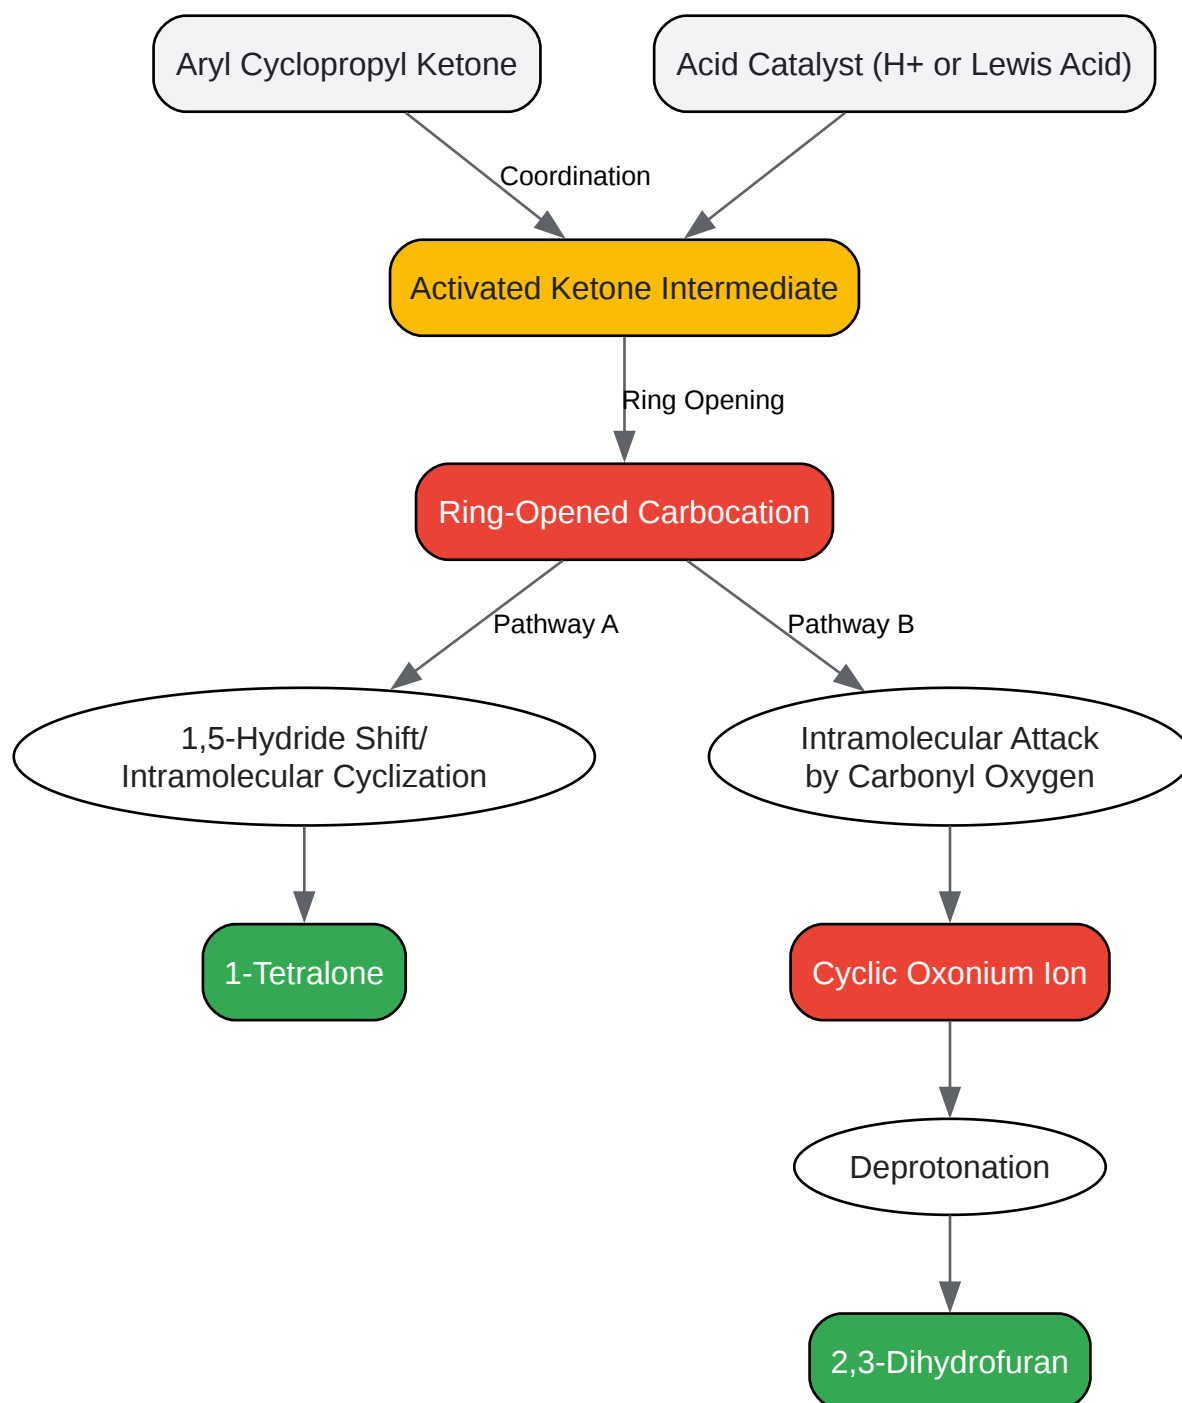 Aryl Cyclopropyl Ketone
Acid Catalyst (H+ or Lewis Acid)
Coordination
Activated Ketone Intermediate
Ring Opening
Ring-Opened Carbocation
Pathway A
Pathway B
1,5-Hydride Shift/
Intramolecular Cyclization
Intramolecular Attack
by Carbonyl Oxygen
1-Tetralone
Cyclic Oxonium Ion
Deprotonation
2,3-Dihydrofuran